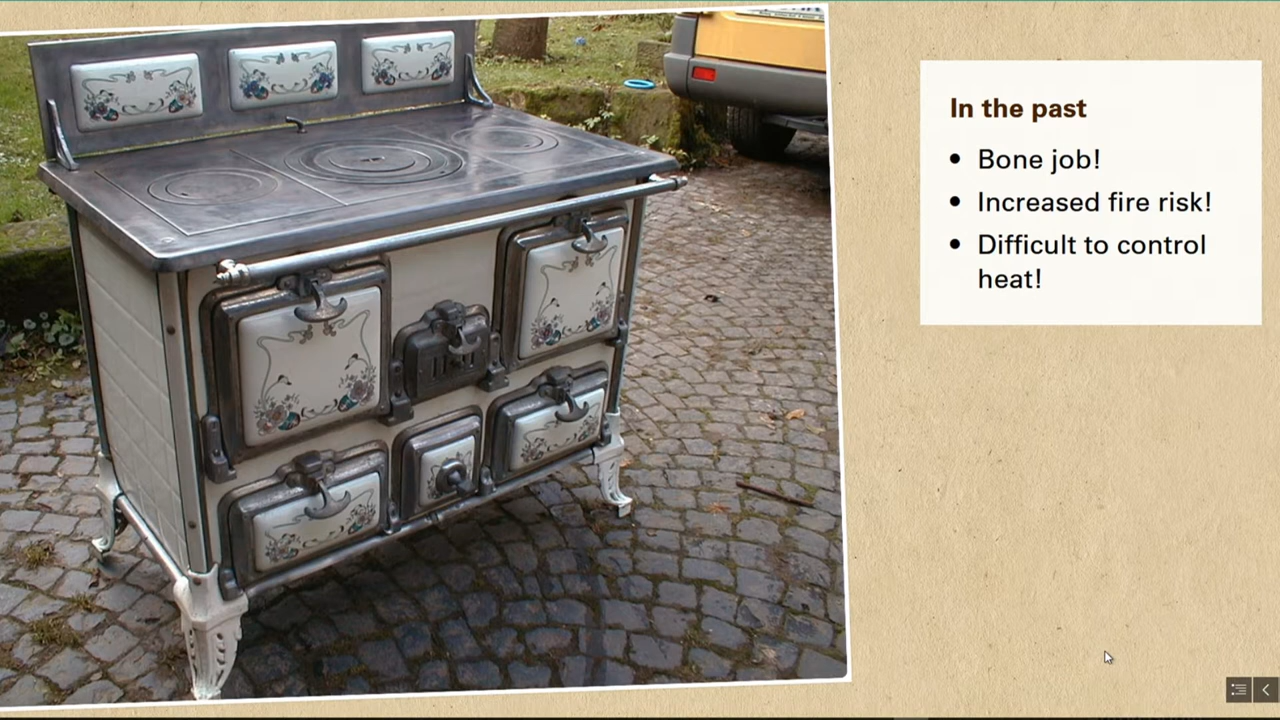 In the past
• Bone job!
• Increased fire risk!
• Difficult to control
heat!